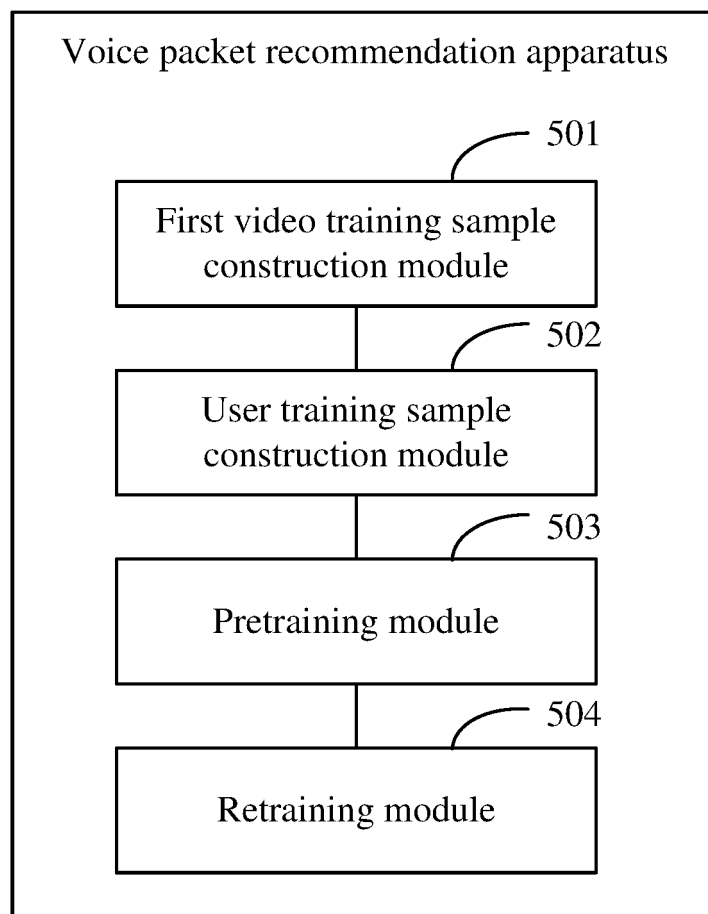 Voice packet recommendation apparatus
501
First video training sample
construction module
502
User training sample
construction module
503
Pretraining module
504
Retraining module